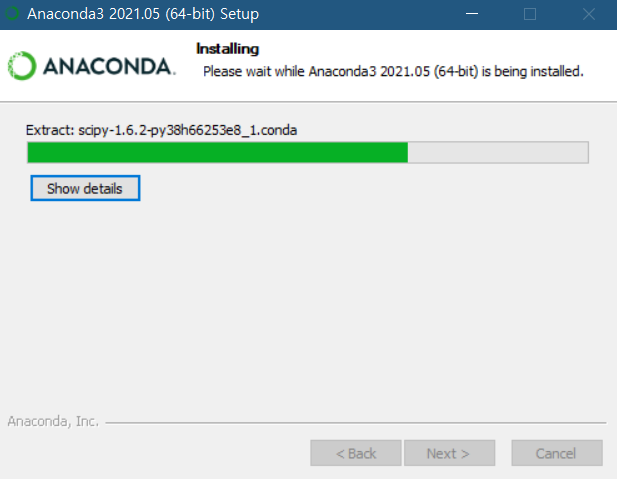 Anaconda3 2021.05 (64-bit) Setup
ANACONDA.
Installing
Please wait while Anaconda3 2021.05 (64-bit) is being installed.
Extract: scipy-1.6.2-py38h66253e8_1.conda
Show details
Anaconda, Inc.
< Back
Next >
Cancel